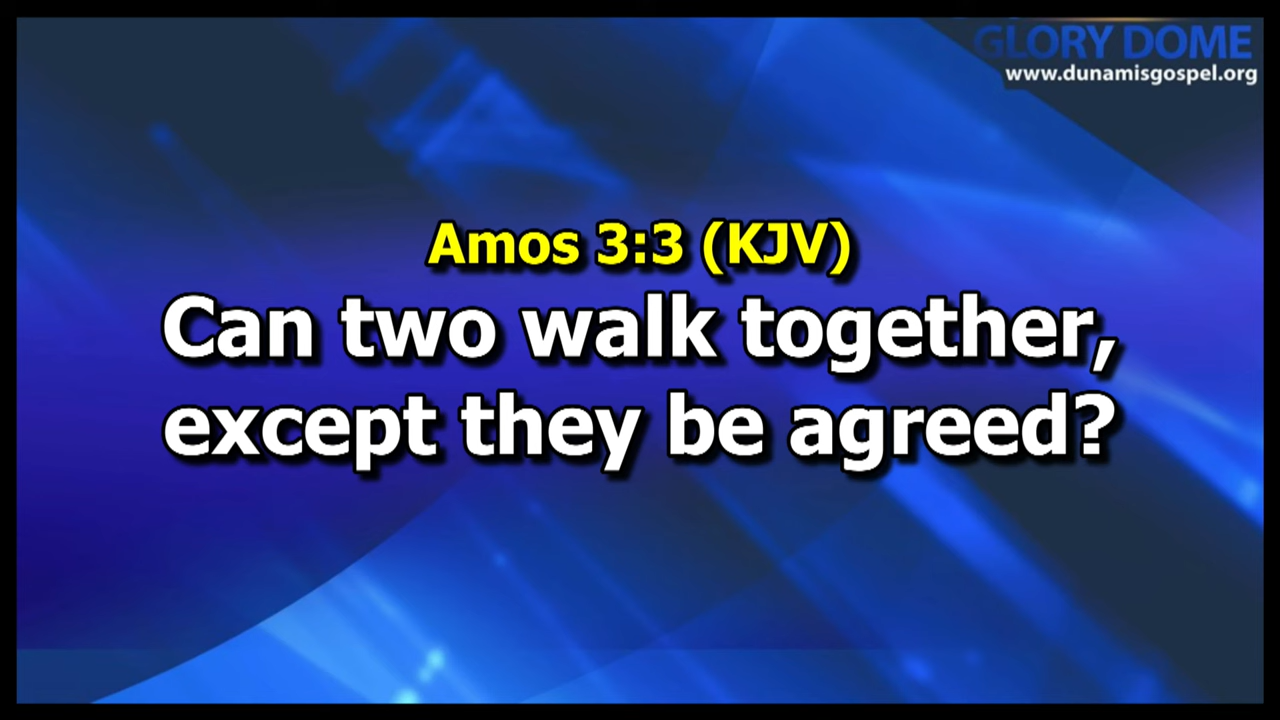 GLORY DOME
www.dunamisgospel.org
Amos 3:3 (KJV)
Can two walk together,
except they be agreed?